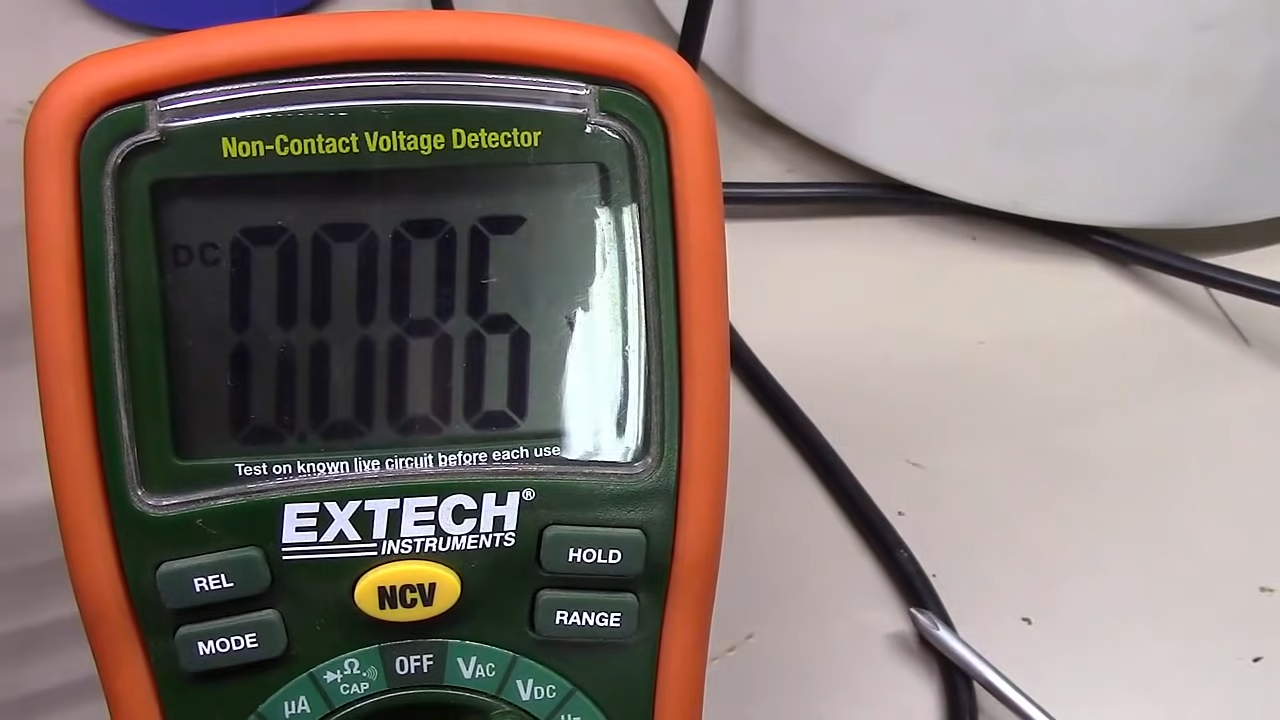 Non-Contact Voltage Detector
DC
0.086
Test on known live circuit before each use
EXTECH®
INSTRUMENTS
REL
HOLD
NCV
MODE
RANGE
OFF
VAC
VDC
Ω
CAP
µA